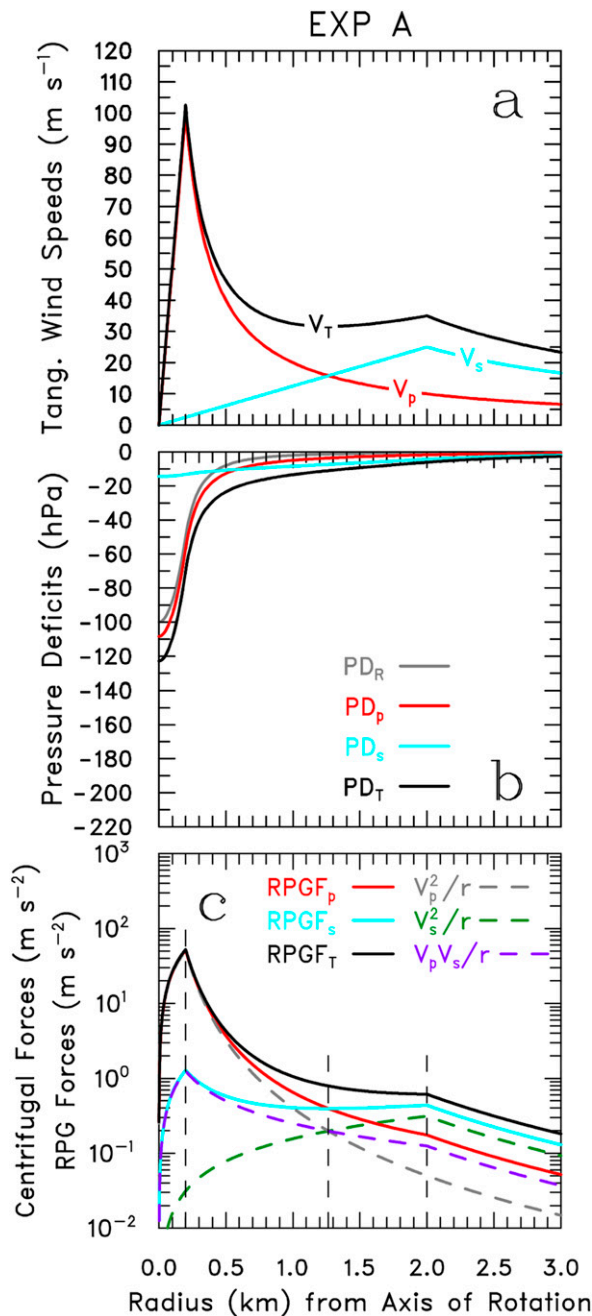 EXP A
Tang. Wind Speeds (m s⁻¹)
120
110
100
90
80
70
60
50
40
30
20
10
0
a
V_T
V_s
V_p
Pressure Deficits (hPa)
0
-20
-40
-60
-80
-100
-120
-140
-160
-180
-200
-220
PD_R
PD_p
PD_s
PD_T
b
Centrifugal Forces (m s⁻²)
RPG Forces (m s⁻²)
10³
10²
10¹
10⁰
10⁻¹
10⁻²
c
RPGF_p V_p²/r
RPGF_s V_s²/r
RPGF_T V_pV_s/r
0.0 0.5 1.0 1.5 2.0 2.5 3.0
Radius (km) from Axis of Rotation